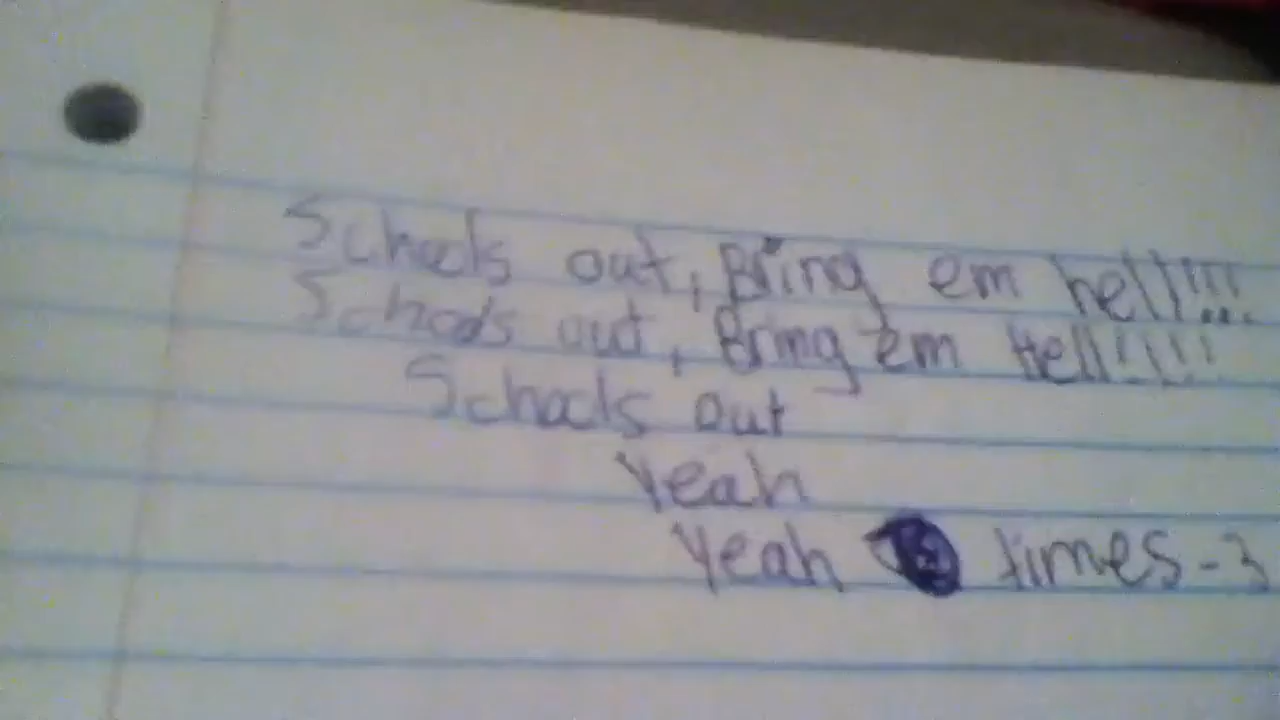 Schools out, Bring em hell!!!
Schools out, Bring em Hell!!!!
Schools out
Yeah
Yeah times-3